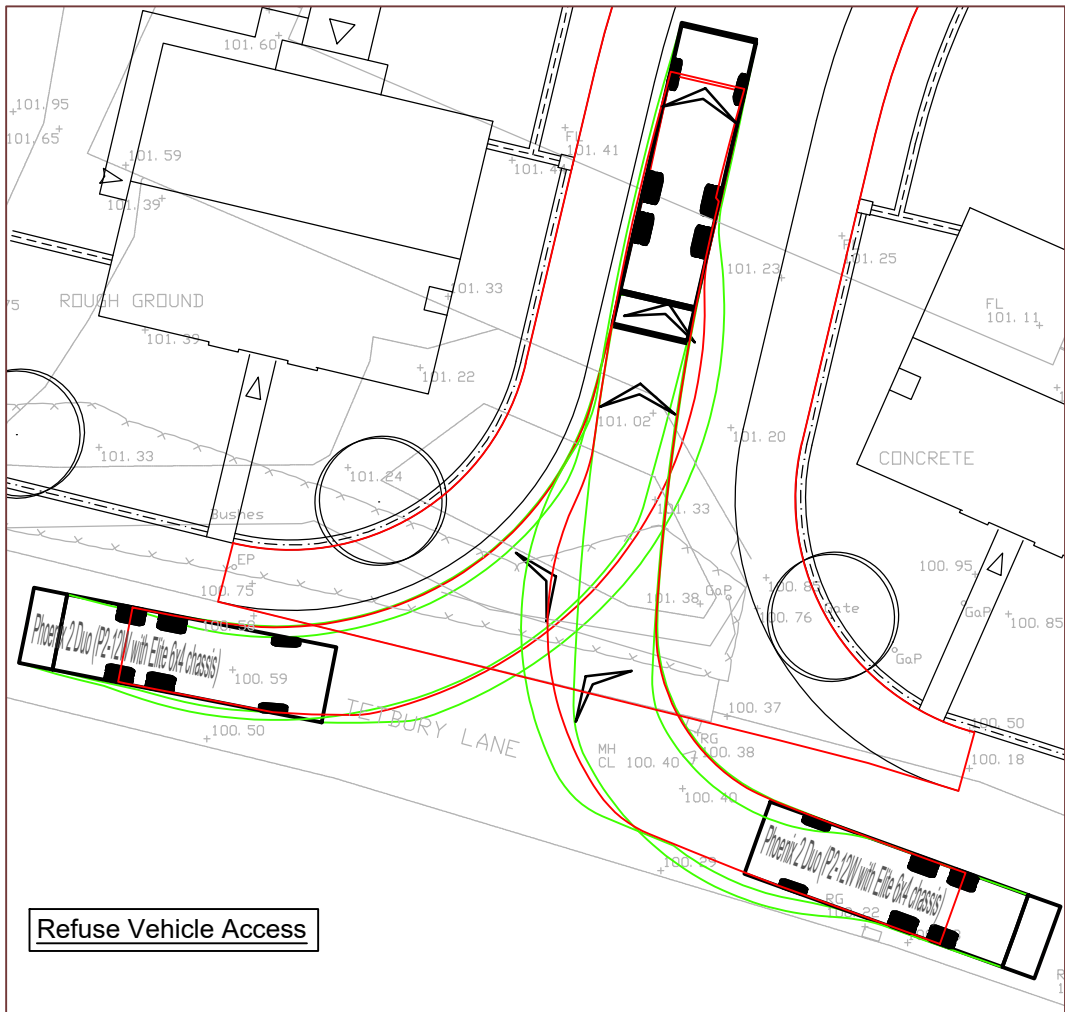 101. 60
101. 95
101. 65
101. 59
101. 39
FL
101. 41
101. 44
101. 23
101. 25
FL
101. 11
ROUGH GROUND
101. 33
101. 39
101. 22
101. 02
101. 20
CONCRETE
101. 33
101. 24
101. 33
Bushes
EP
100. 75
100. 58
100. 59
100. 50
101. 38
GaP
100. 76
Gate
100. 95
GaP
100. 85
GaP
Phoenix 2 Duo (P2-12W with Elite 6x4 chassis)
TETBURY LANE
100. 37
RG
100. 38
MH
CL 100. 40
100. 40
100. 50
100. 18
100. 29
Phoenix 2 Duo (P2-12W with Elite 6x4 chassis)
RG
100. 22
Refuse Vehicle Access